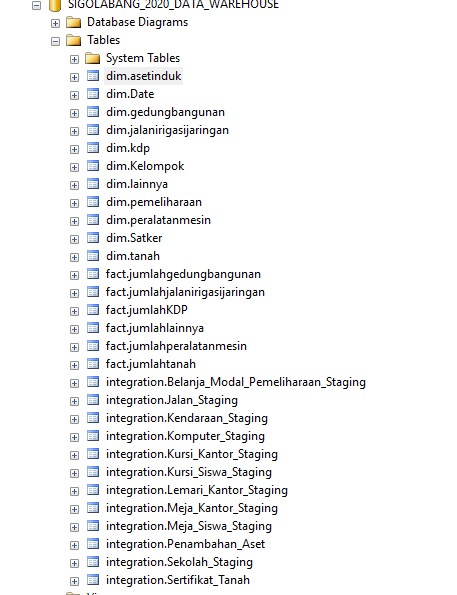 SIGOLABANG_2020_DATA_WAREHOUSE
Database Diagrams
Tables
System Tables
dim.asetinduk
dim.Date
dim.gedungbangunan
dim.jalanirigasijaringan
dim.kdp
dim.Kelompok
dim.lainnya
dim.pemeliharaan
dim.peralatanmesin
dim.Satker
dim.tanah
fact.jumlahgedungbangunan
fact.jumlahjalanirigasijaringan
fact.jumlahKDP
fact.jumlahlainnya
fact.jumlahperalatanmesin
fact.jumlahtanah
integration.Belanja_Modal_Pemeliharaan_Staging
integration.Jalan_Staging
integration.Kendaraan_Staging
integration.Komputer_Staging
integration.Kursi_Kantor_Staging
integration.Kursi_Siswa_Staging
integration.Lemari_Kantor_Staging
integration.Meja_Kantor_Staging
integration.Meja_Siswa_Staging
integration.Penambahan_Aset
integration.Sekolah_Staging
integration.Sertifikat_Tanah